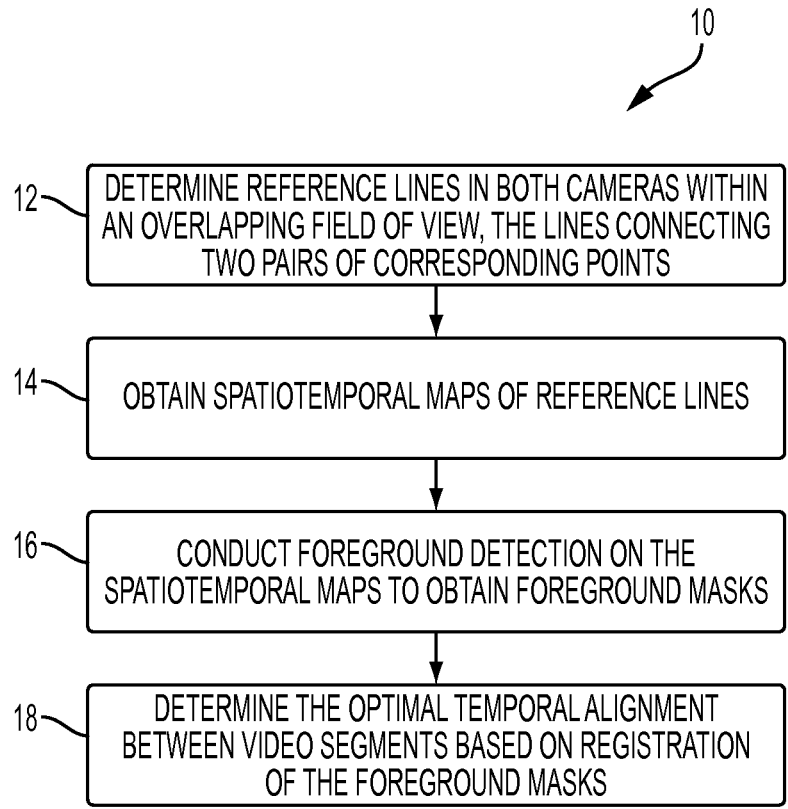 10
12
DETERMINE REFERENCE LINES IN BOTH CAMERAS WITHIN
AN OVERLAPPING FIELD OF VIEW, THE LINES CONNECTING
TWO PAIRS OF CORRESPONDING POINTS
14
OBTAIN SPATIOTEMPORAL MAPS OF REFERENCE LINES
16
CONDUCT FOREGROUND DETECTION ON THE
SPATIOTEMPORAL MAPS TO OBTAIN FOREGROUND MASKS
18
DETERMINE THE OPTIMAL TEMPORAL ALIGNMENT
BETWEEN VIDEO SEGMENTS BASED ON REGISTRATION
OF THE FOREGROUND MASKS